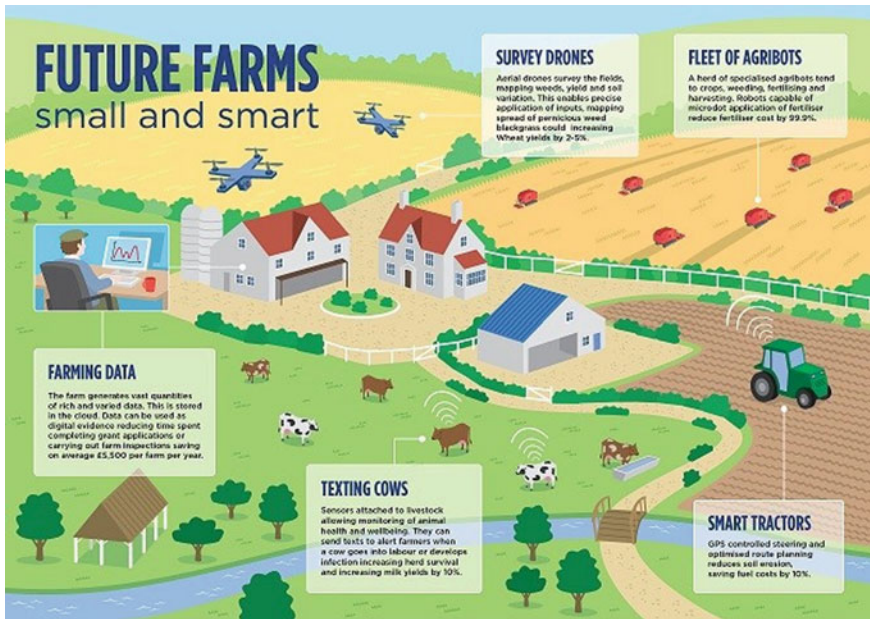 FUTURE FARMS
small and smart
SURVEY DRONES
Aerial drones survey the fields,
mapping weeds, yield and soil
variation. This enables precise
application of inputs, mapping
spread of pernicious weed
blackgrass could increasing
Wheat yields by 2-5%.
FLEET OF AGRIBOTS
A herd of specialised agribots tend
to crops, weeding, fertilising and
harvesting. Robots capable of
microdot application of fertiliser
reduce fertiliser cost by 99.9%.
FARMING DATA
The farm generates vast quantities
of rich and varied data. This is stored
in the cloud. Data can be used as
digital evidence reducing time spent
completing grant applications or
carrying out farm inspections saving
on average £5,500 per farm per year.
TEXTING COWS
Sensors attached to livestock
allowing monitoring of animal
health and wellbeing. They can
send texts to alert farmers when
a cow goes into labour or develops
infection increasing herd survival
and increasing milk yields by 10%.
SMART TRACTORS
GPS controlled steering and
optimised route planning
reduces soil erosion,
saving fuel costs by 10%.